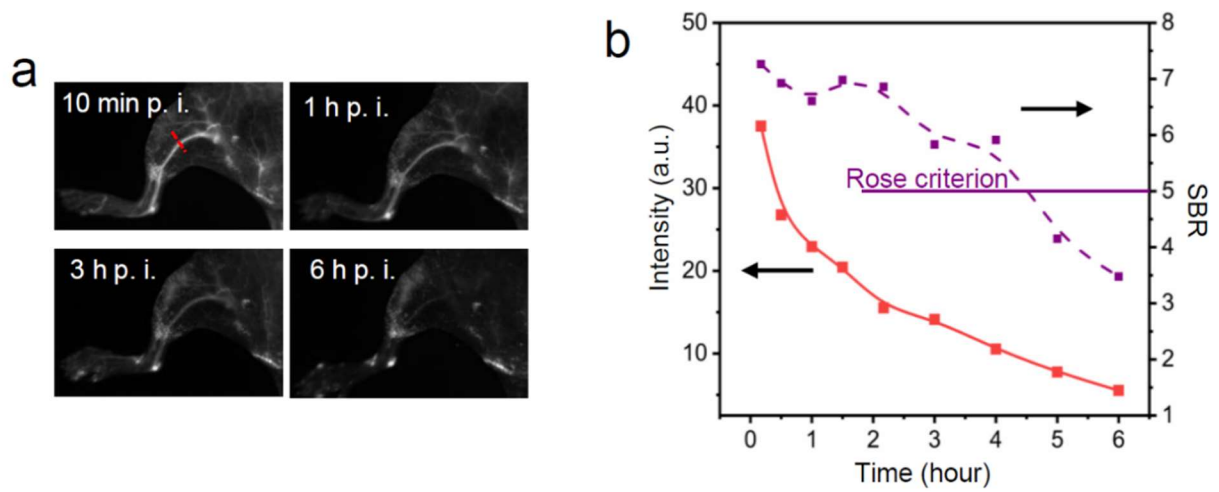 a
10 min p. i.
1 h p. i.
3 h p. i.
6 h p. i.
b
50
40
30
20
10
Intensity (a.u.)
8
7
6
5
4
3
2
1
SBR
Rose criterion
0 1 2 3 4 5 6
Time (hour)